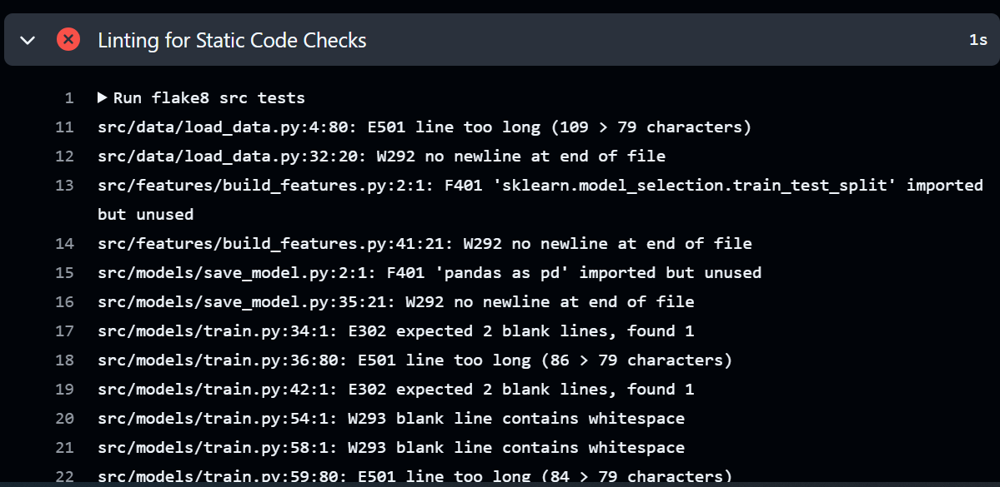 Linting for Static Code Checks
1s
1 Run flake8 src tests
11 src/data/load_data.py:4:80: E501 line too long (109 > 79 characters)
12 src/data/load_data.py:32:20: W292 no newline at end of file
13 src/features/build_features.py:2:1: F401 'sklearn.model_selection.train_test_split' imported
but unused
14 src/features/build_features.py:41:21: W292 no newline at end of file
15 src/models/save_model.py:2:1: F401 'pandas as pd' imported but unused
16 src/models/save_model.py:35:21: W292 no newline at end of file
17 src/models/train.py:34:1: E302 expected 2 blank lines, found 1
18 src/models/train.py:36:80: E501 line too long (86 > 79 characters)
19 src/models/train.py:42:1: E302 expected 2 blank lines, found 1
20 src/models/train.py:54:1: W293 blank line contains whitespace
21 src/models/train.py:58:1: W293 blank line contains whitespace
22 src/models/train.py:59:80: E501 line too long (84 > 79 characters)